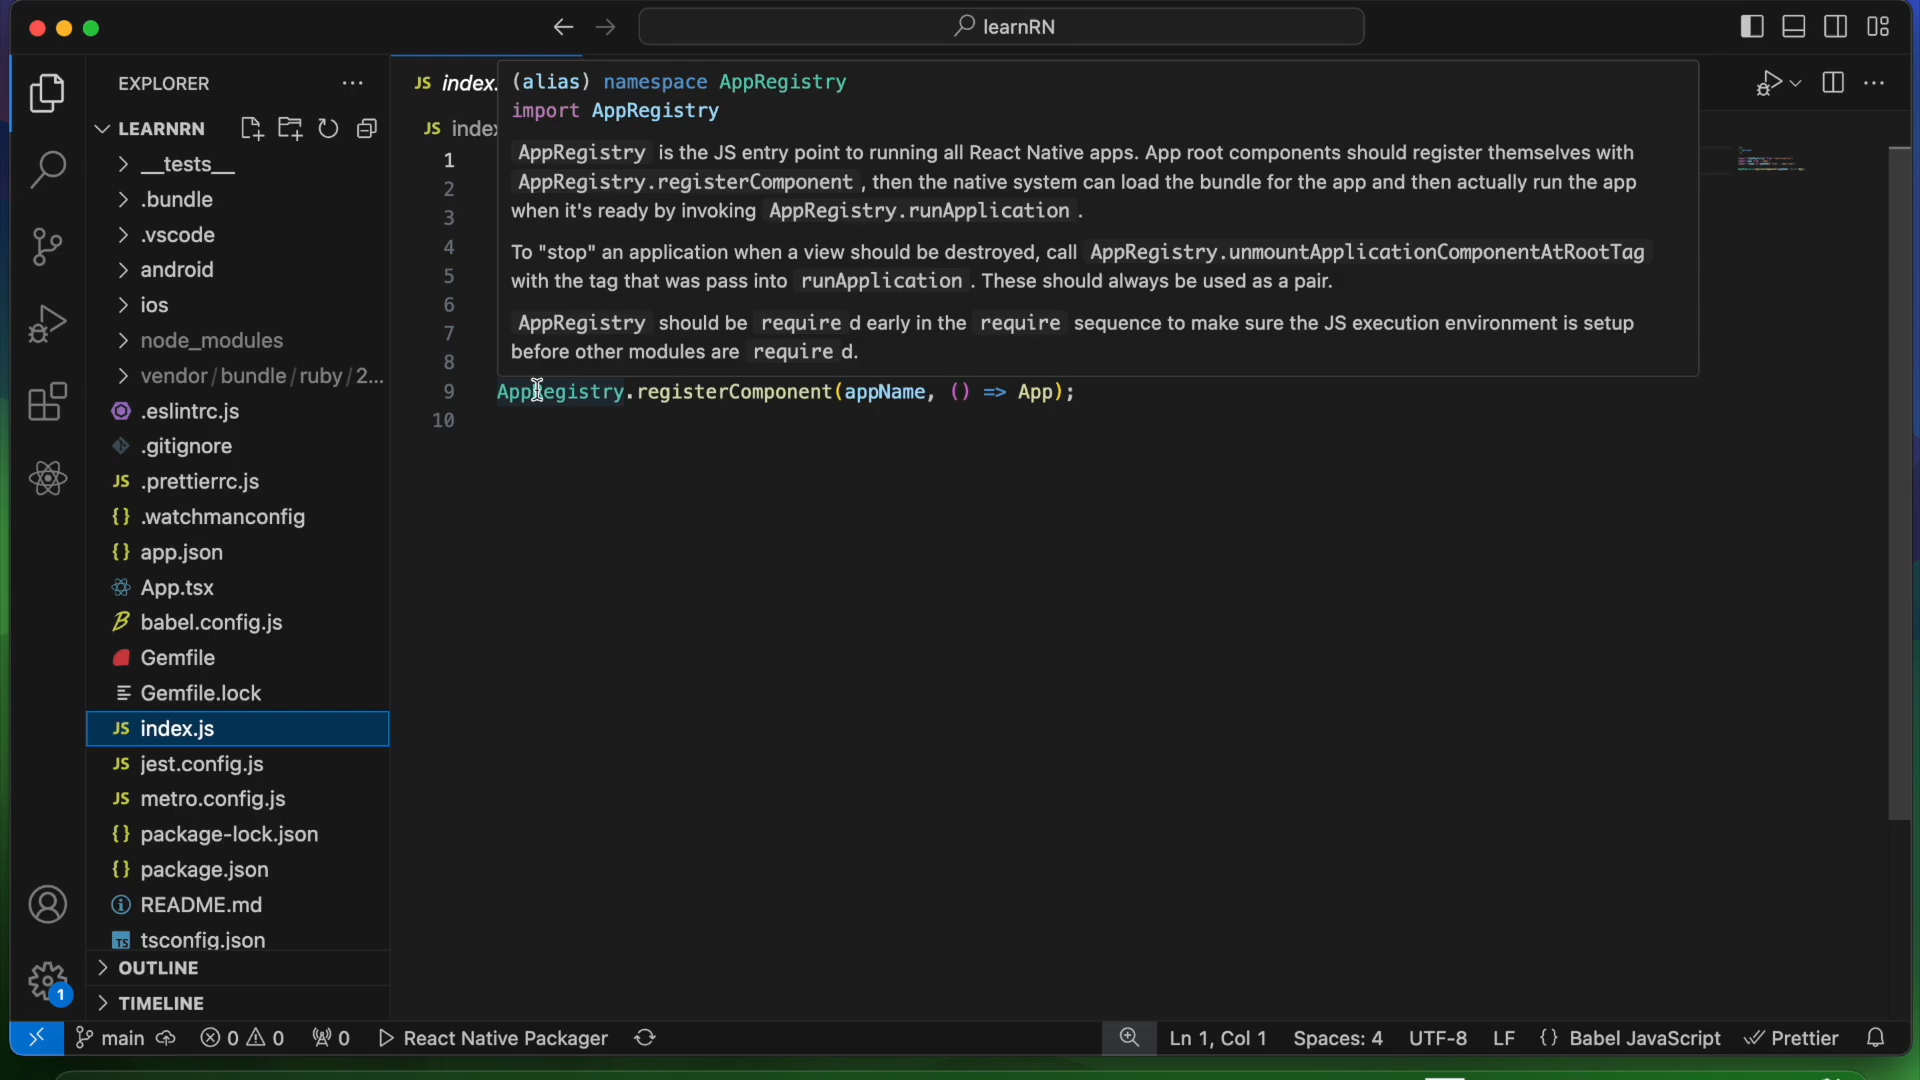 learnRN
EXPLORER
LEARNRN
__tests__
.bundle
.vscode
android
ios
node_modules
vendor/bundle/ruby/2...
.eslintrc.js
.gitignore
JS .prettierrc.js
{} .watchmanconfig
{} app.json
App.tsx
babel.config.js
Gemfile
Gemfile.lock
JS index.js
JS jest.config.js
JS metro.config.js
{} package-lock.json
{} package.json
README.md
TS tsconfig.json
OUTLINE
TIMELINE
1
JS index.
JS index
(alias) namespace AppRegistry
import AppRegistry
AppRegistry is the JS entry point to running all React Native apps. App root components should register themselves with
AppRegistry.registerComponent , then the native system can load the bundle for the app and then actually run the app
when it's ready by invoking AppRegistry.runApplication .
To "stop" an application when a view should be destroyed, call AppRegistry.unmountApplicationComponentAtRootTag
with the tag that was pass into runApplication . These should always be used as a pair.
AppRegistry should be require d early in the require sequence to make sure the JS execution environment is setup
before other modules are require d.
1
2
3
4
5
6
7
8
9 AppRegistry.registerComponent(appName, () => App);
10
main 0 0 0 React Native Packager Ln 1, Col 1 Spaces: 4 UTF-8 LF {} Babel JavaScript Prettier